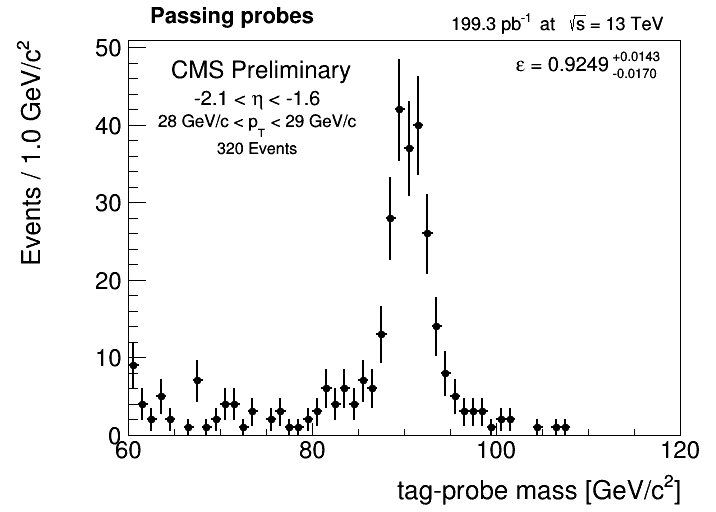 Passing probes
199.3 pb⁻¹ at √s = 13 TeV
CMS Preliminary
-2.1 < η < -1.6
28 GeV/c < p_T < 29 GeV/c
320 Events
ε = 0.9249 +0.0143 -0.0170
Events / 1.0 GeV/c²
50
40
30
20
10
0
60 80 100 120
tag-probe mass [GeV/c²]